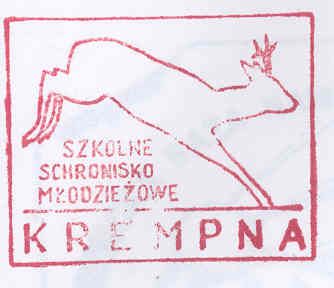 SZKOLNE
SCHRONISKO
MŁODZIEŻOWE
KREMPNA